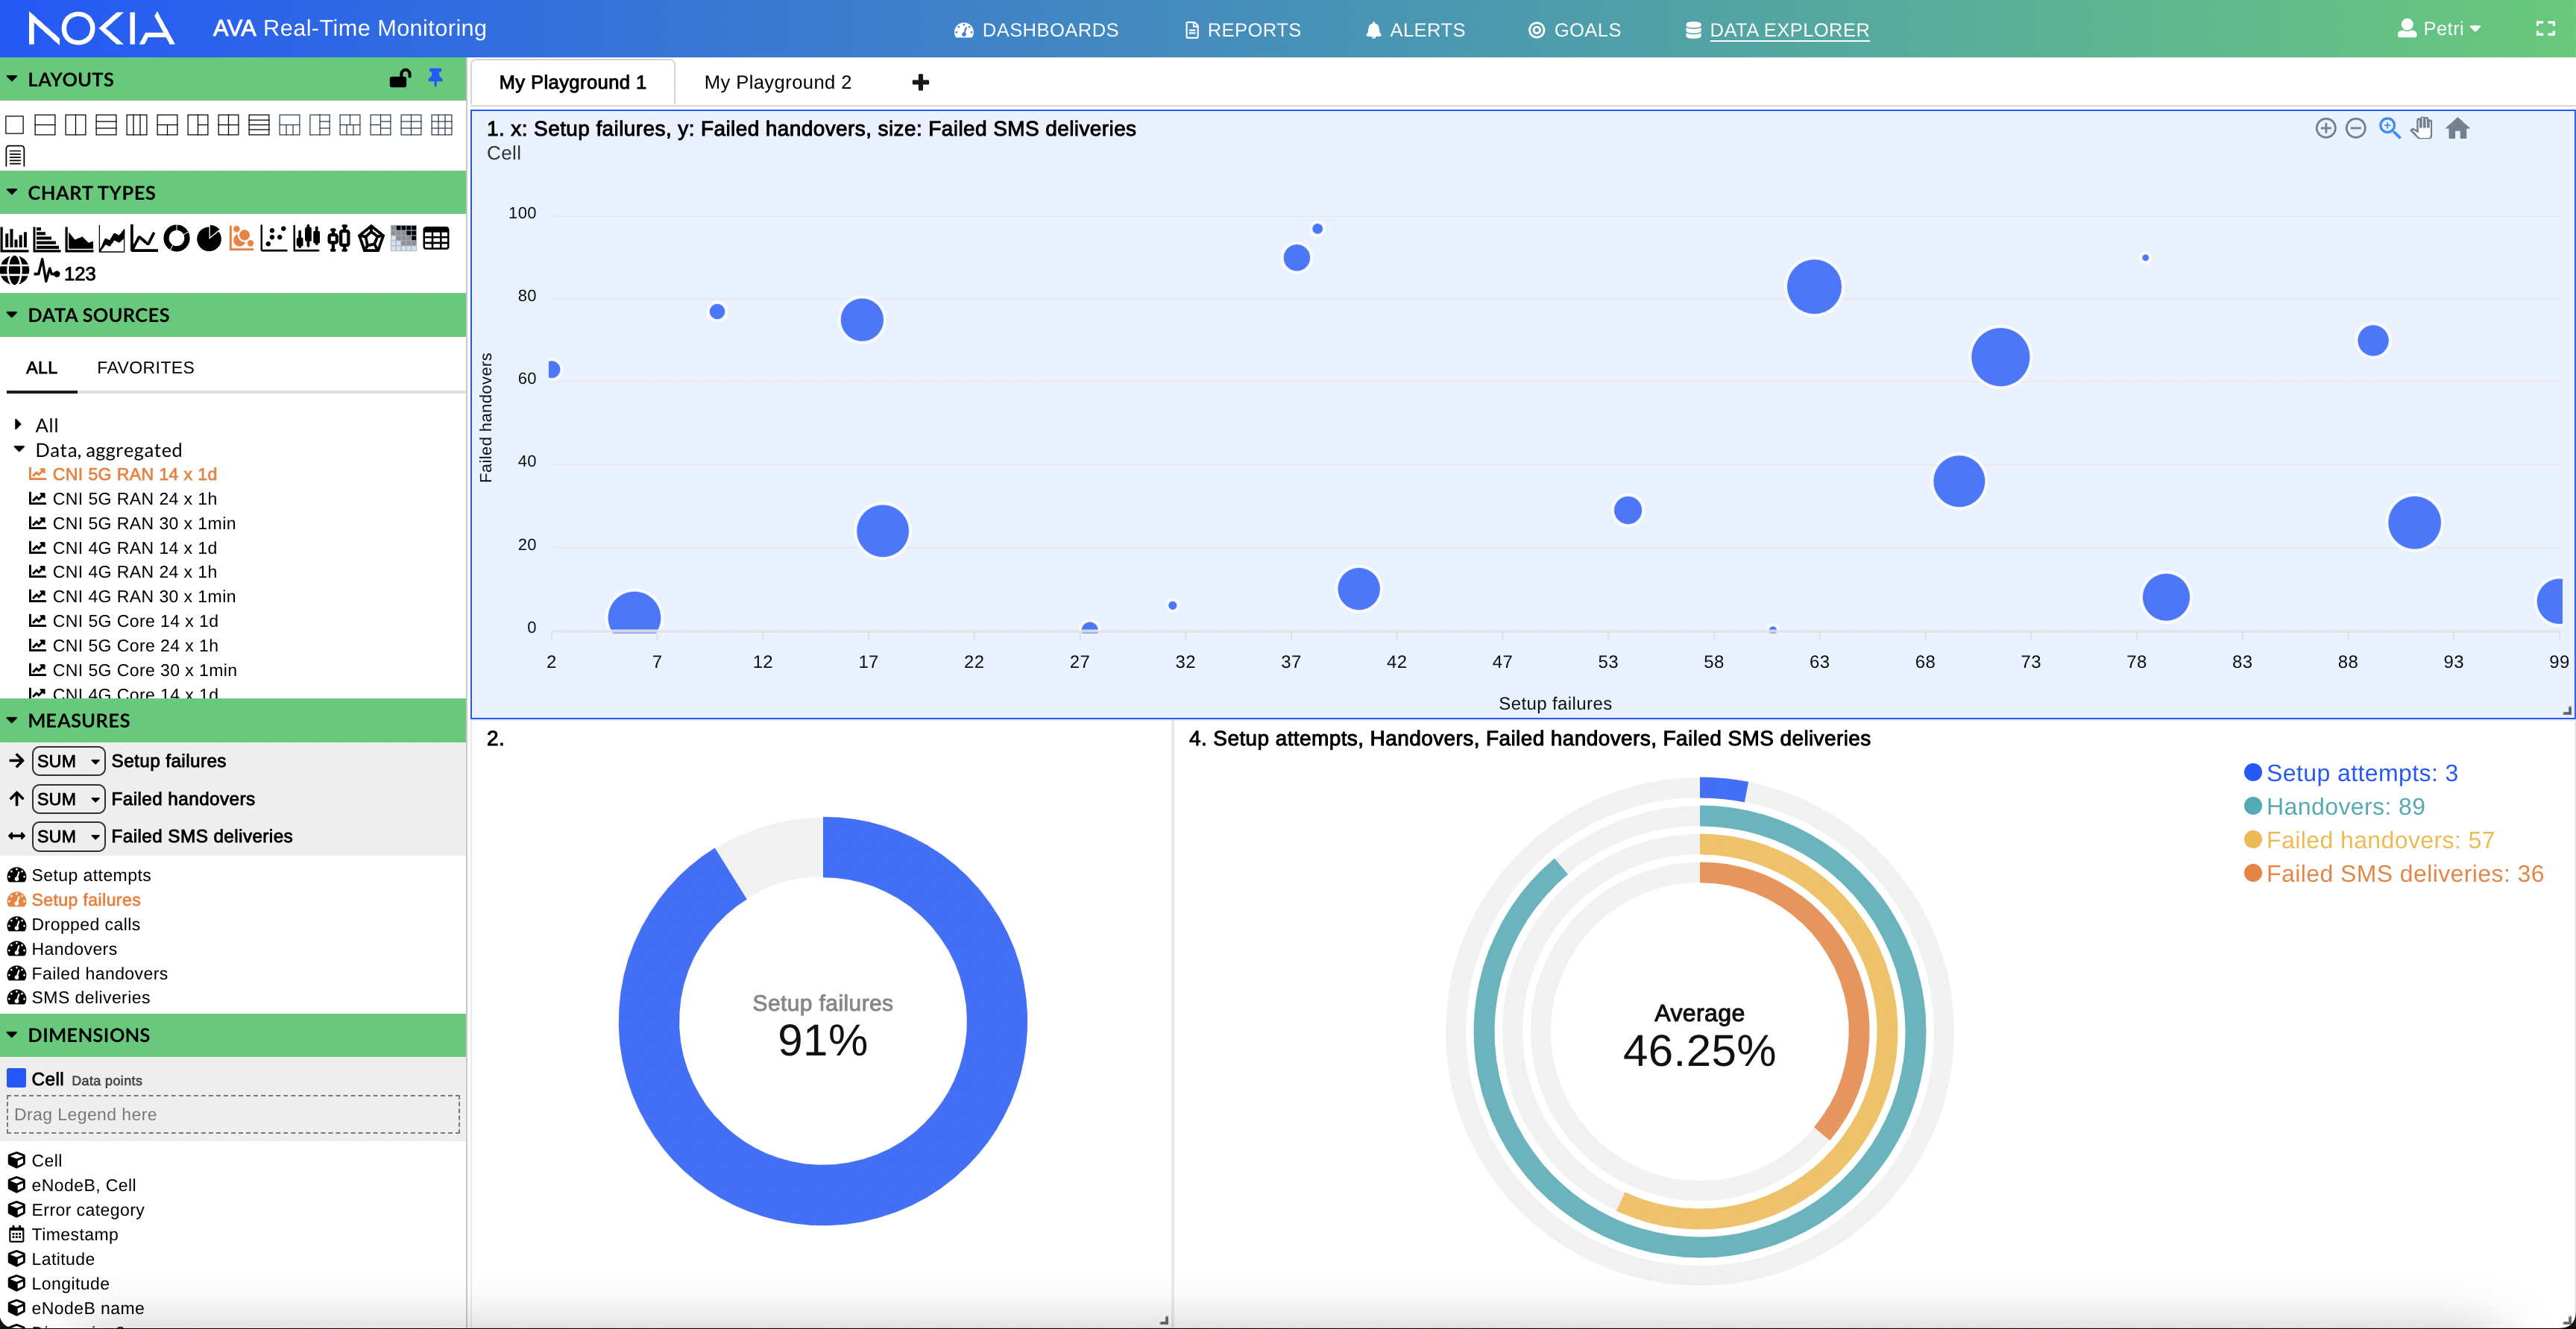 NOKIA
AVA Real-Time Monitoring
DASHBOARDS
REPORTS
ALERTS
GOALS
DATA EXPLORER
Petri
LAYOUTS
CHART TYPES
123
DATA SOURCES
ALL
FAVORITES
All
Data, aggregated
CNI 5G RAN 14 x 1d
CNI 5G RAN 24 x 1h
CNI 5G RAN 30 x 1min
CNI 4G RAN 14 x 1d
CNI 4G RAN 24 x 1h
CNI 4G RAN 30 x 1min
CNI 5G Core 14 x 1d
CNI 5G Core 24 x 1h
CNI 5G Core 30 x 1min
CNI 4G Core 14 x 1d
MEASURES
SUM Setup failures
SUM Failed handovers
SUM Failed SMS deliveries
Setup attempts
Setup failures
Dropped calls
Handovers
Failed handovers
SMS deliveries
DIMENSIONS
Cell Data points
Drag Legend here
Cell
eNodeB, Cell
Error category
Timestamp
Latitude
Longitude
eNodeB name
My Playground 1
My Playground 2
1. x: Setup failures, y: Failed handovers, size: Failed SMS deliveries
Cell
Failed handovers
100
80
60
40
20
0
2 7 12 17 22 27 32 37 42 47 53 58 63 68 73 78 83 88 93 99
Setup failures
2.
Setup failures
91%
4. Setup attempts, Handovers, Failed handovers, Failed SMS deliveries
Setup attempts: 3
Handovers: 89
Failed handovers: 57
Failed SMS deliveries: 36
Average
46.25%